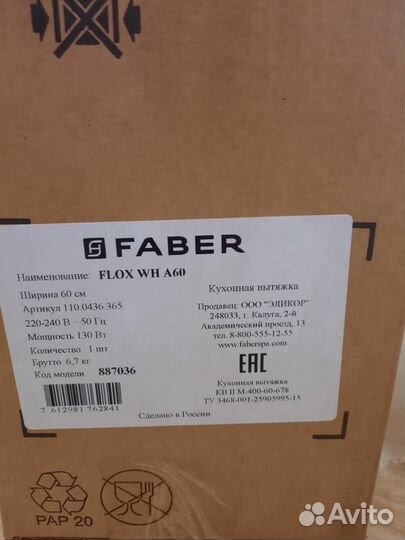 FABER
Наименование: FLOX WH A60
Ширина 60 см
Артикул 110.0436.365
220-240 В ~50 Гц
Мощность 130 Вт
Количество 1 шт
Брутто 6,7 кг
Код модели 887036
7 612981 762841
Кухонная вытяжка
Продавец: ООО "ЭЛИКОР"
248033, г. Калуга, 2-й
Академический проезд, 13
тел. 8-800-555-12-55
www.faberspa.com
EAC
Кухонная вытяжка
КВ II М-400-60-678
ТУ 3468-001-25905995-15
Сделано в России
PAP 20
Avito